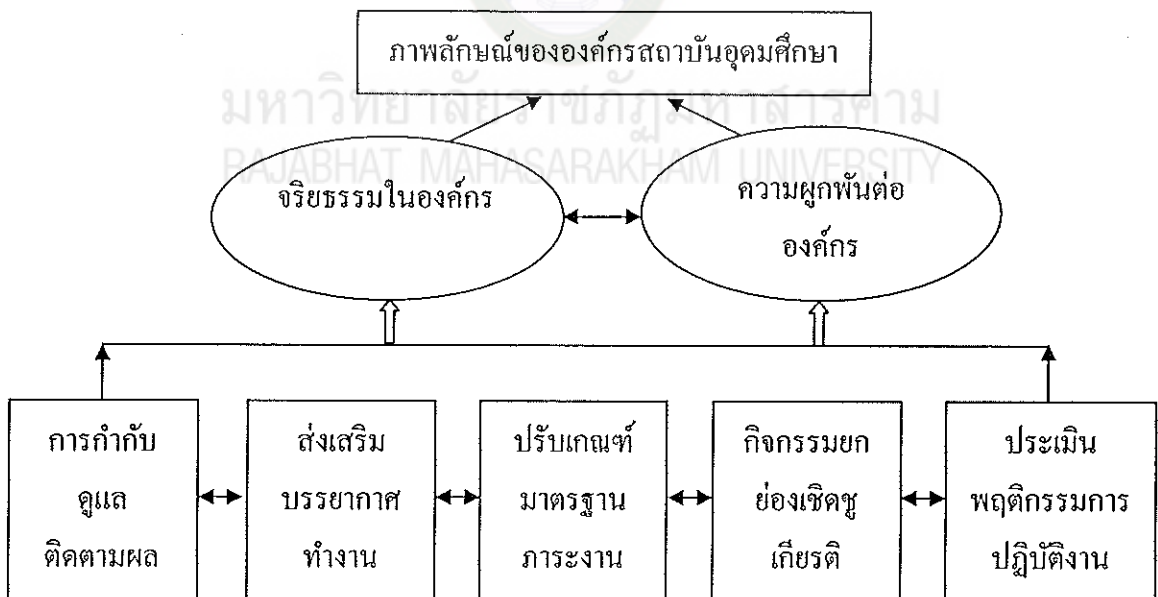 ภาพลักษณ์ขององค์กรสถาบันอุดมศึกษา
มหาวิทยาลัยราชภัฏมหาสารคาม
RAJABHAT MAHASARAKHAM UNIVERSITY
จริยธรรมในองค์กร
ความผูกพันต่อ
องค์กร
การกำกับ
ดูแล
ติดตามผล
ส่งเสริม
บรรยากาศ
ทำงาน
ปรับเกณฑ์
มาตรฐาน
ภาระงาน
กิจกรรมยก
ย่องเชิดชู
เกียรติ
ประเมิน
พฤติกรรมการ
ปฏิบัติงาน